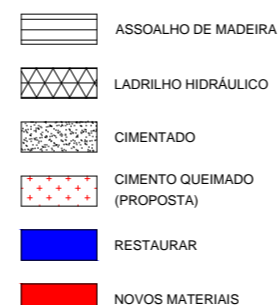 ASSOALHO DE MADEIRA
LADRILHO HIDRÁULICO
CIMENTADO
CIMENTO QUEIMADO
(PROPOSTA)
RESTAURAR
NOVOS MATERIAIS